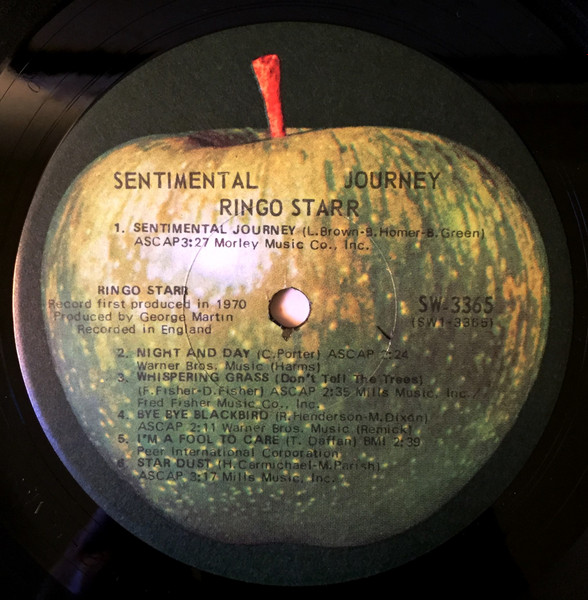 SENTIMENTAL JOURNEY
RINGO STARR
1. SENTIMENTAL JOURNEY (L.Brown-B.Homer-B.Green)
ASCAP3:27 Morley Music Co., Inc.
RINGO STARR
Record first produced in 1970
Produced by George Martin
Recorded in England
SW-3365
(SW1-3365)
2. NIGHT AND DAY (C.Porter) ASCAP 2:24
Warner Bros. Music (Harms)
3. WHISPERING GRASS (Don't Tell The Trees)
(F.Fisher-D.Fisher) ASCAP 2:35 Mills Music, Inc./
Fred Fisher Music Co., Inc.
4. BYE BYE BLACKBIRD (R.Henderson-M.Dixon)
ASCAP 2:11 Warner Bros. Music (Remick)
5. I'M A FOOL TO CARE (T. Daffan) BMI 2:39
Peer International Corporation
6. STAR DUST (H.Carmichael-M.Parish)
ASCAP 3:17 Mills Music, Inc.